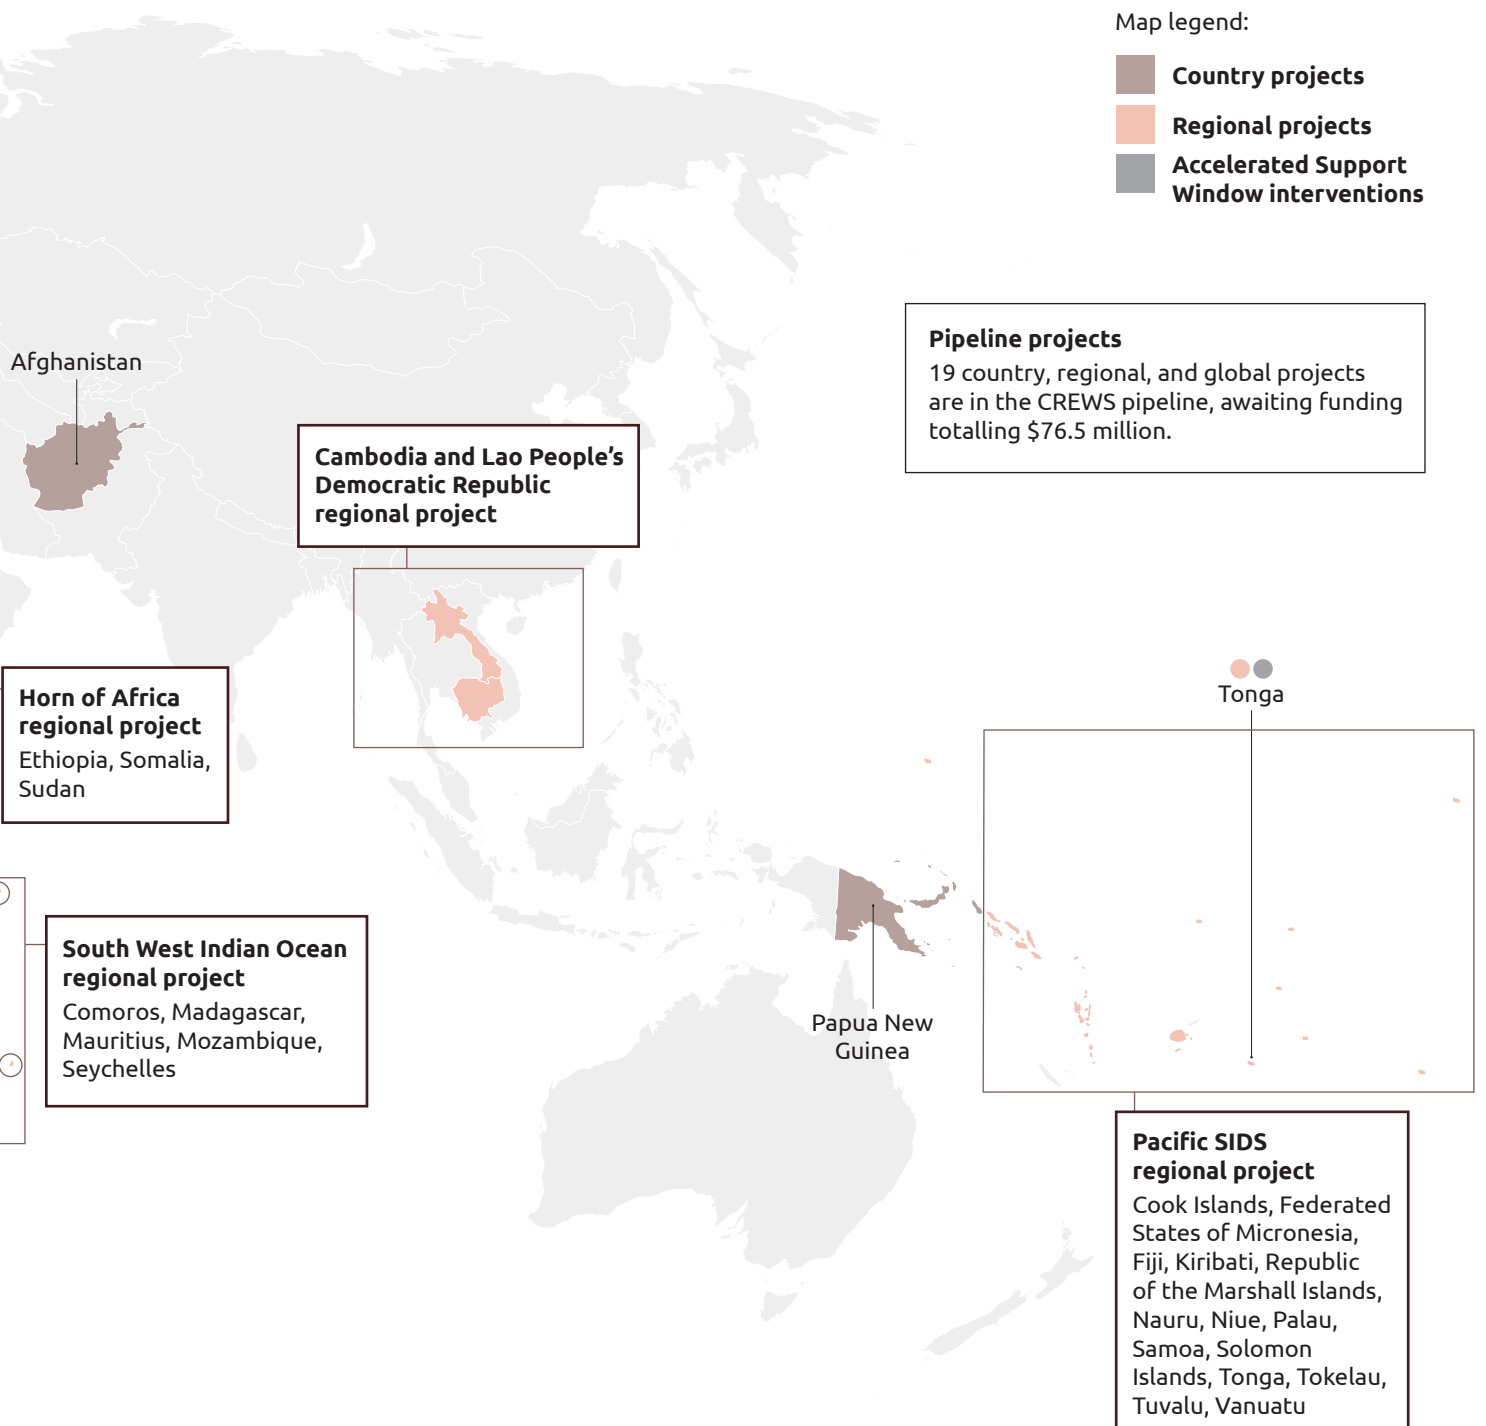 Map legend:
Country projects
Regional projects
Accelerated Support
Window interventions
Pipeline projects
19 country, regional, and global projects
are in the CREWS pipeline, awaiting funding
totalling $76.5 million.
Afghanistan
Cambodia and Lao People’s
Democratic Republic
regional project
Horn of Africa
regional project
Ethiopia, Somalia,
Sudan
Tonga
South West Indian Ocean
regional project
Comoros, Madagascar,
Mauritius, Mozambique,
Seychelles
Papua New
Guinea
Pacific SIDS
regional project
Cook Islands, Federated
States of Micronesia,
Fiji, Kiribati, Republic
of the Marshall Islands,
Nauru, Niue, Palau,
Samoa, Solomon
Islands, Tonga, Tokelau,
Tuvalu, Vanuatu